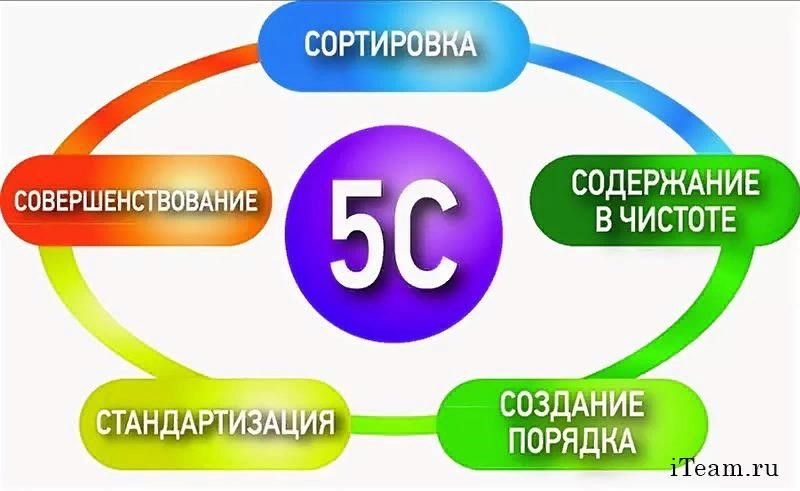 СОРТИРОВКА
СОВЕРШЕНСТВОВАНИЕ
5С
СОДЕРЖАНИЕ
В ЧИСТОТЕ
СТАНДАРТИЗАЦИЯ
СОЗДАНИЕ
ПОРЯДКА
iTeam.ru